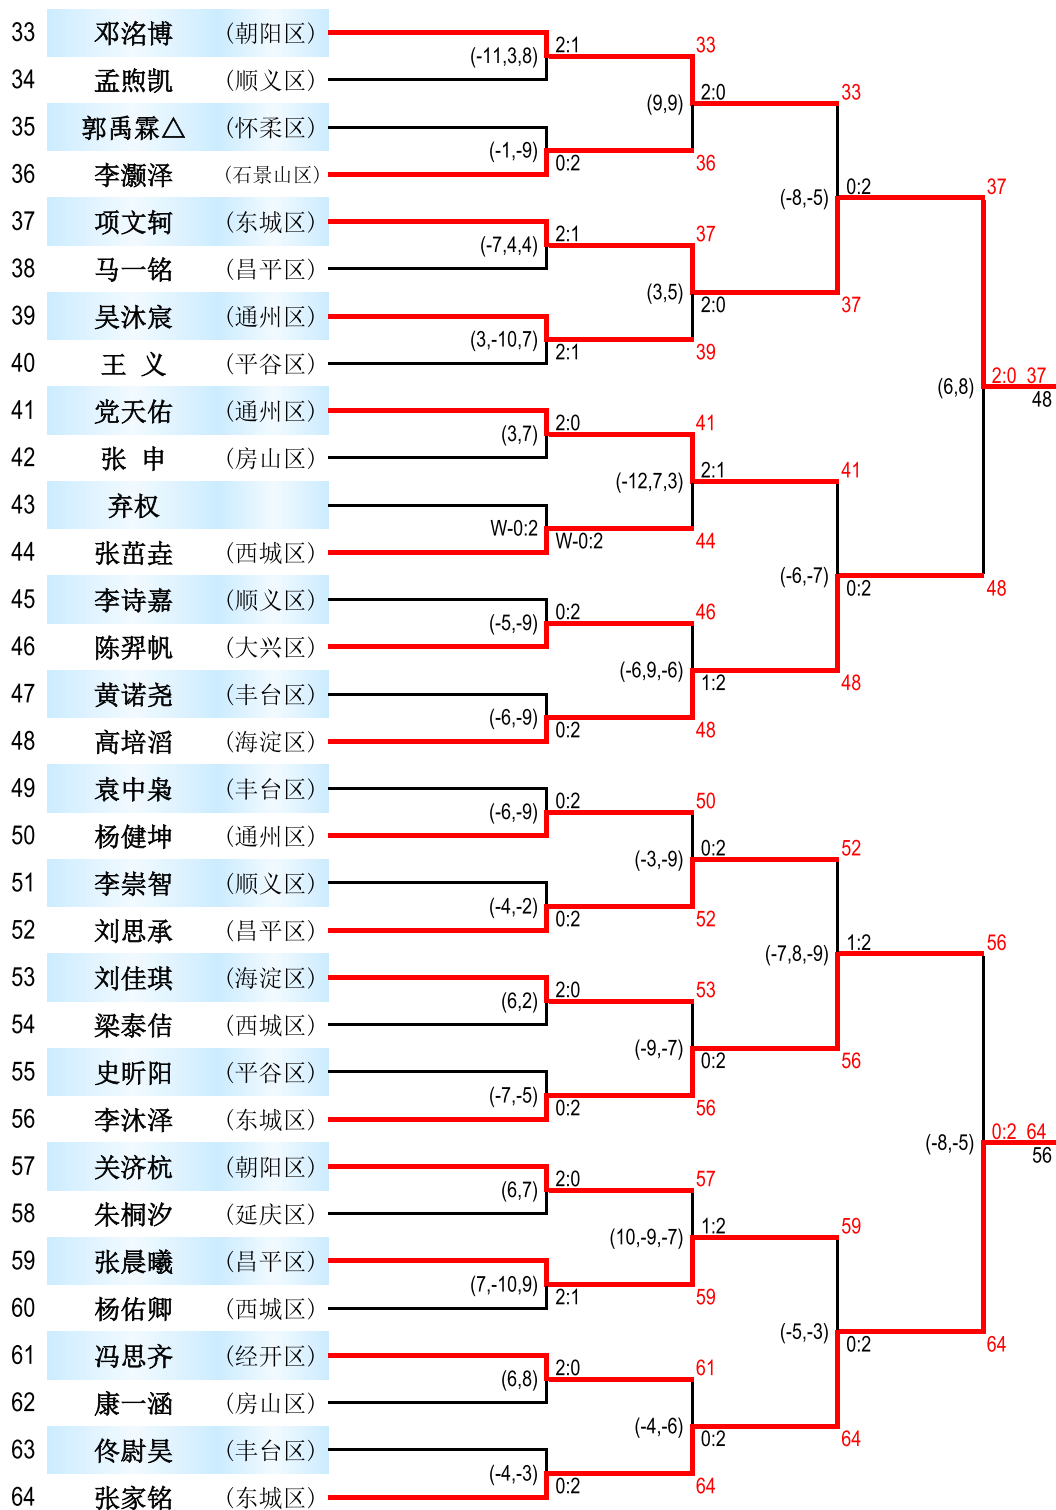 33 邓洺博 (朝阳区)
2:1 33
(-11,3,8)
34 孟煦凯 (顺义区)
(9,9) 2:0 33
35 郭禹霖△ (怀柔区)
(-1,-9)
0:2 36
36 李灏泽 (石景山区)
(-8,-5) 0:2 37
37 项文轲 (东城区)
2:1 37
(-7,4,4)
38 马一铭 (昌平区)
(3,5) 2:0 37
39 吴沐宸 (通州区)
(3,-10,7)
2:1 39
40 王 义 (平谷区)
(6,8) 2:0 37
48
41 党天佑 (通州区)
2:0 41
(3,7)
42 张 申 (房山区)
(-12,7,3) 2:1 41
43 弃权
W-0:2
W-0:2 44
44 张茁垚 (西城区)
(-6,-7) 0:2 48
45 李诗嘉 (顺义区)
0:2 46
(-5,-9)
46 陈羿帆 (大兴区)
(-6,9,-6) 1:2 48
47 黄诺尧 (丰台区)
(-6,-9)
0:2 48
48 高培滔 (海淀区)
49 袁中枭 (丰台区)
0:2 50
(-6,-9)
50 杨健坤 (通州区)
(-3,-9) 0:2 52
51 李崇智 (顺义区)
(-4,-2)
0:2 52
52 刘思承 (昌平区)
(-7,8,-9) 1:2 56
53 刘佳琪 (海淀区)
2:0 53
(6,2)
54 梁泰佶 (西城区)
(-9,-7) 0:2 56
55 史昕阳 (平谷区)
(-7,-5)
0:2 56
56 李沐泽 (东城区)
(-8,-5) 0:2 64
56
57 关济杭 (朝阳区)
2:0 57
(6,7)
58 朱桐汐 (延庆区)
(10,-9,-7) 1:2 59
59 张晨曦 (昌平区)
(7,-10,9)
2:1 59
60 杨佑卿 (西城区)
(-5,-3) 0:2 64
61 冯思齐 (经开区)
2:0 61
(6,8)
62 康一涵 (房山区)
(-4,-6) 0:2 64
63 佟尉昊 (丰台区)
(-4,-3)
0:2 64
64 张家铭 (东城区)